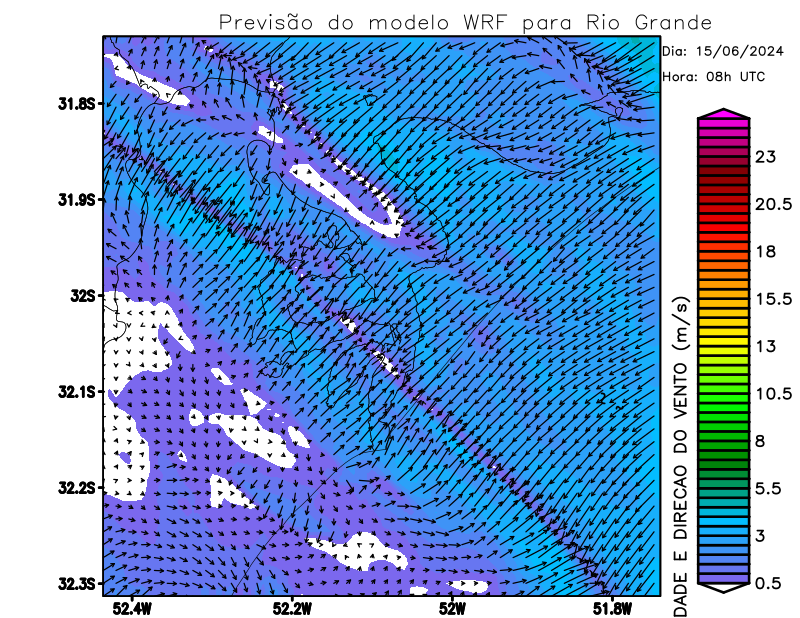 Previsão do modelo WRF para Rio Grande
Dia: 15/06/2024
Hora: 08h UTC
31.8S
31.9S
32S
32.1S
32.2S
32.3S
52.4W
52.2W
52W
51.8W
23
20.5
18
15.5
13
10.5
8
5.5
3
0.5
DADE E DIRECAO DO VENTO (m/s)